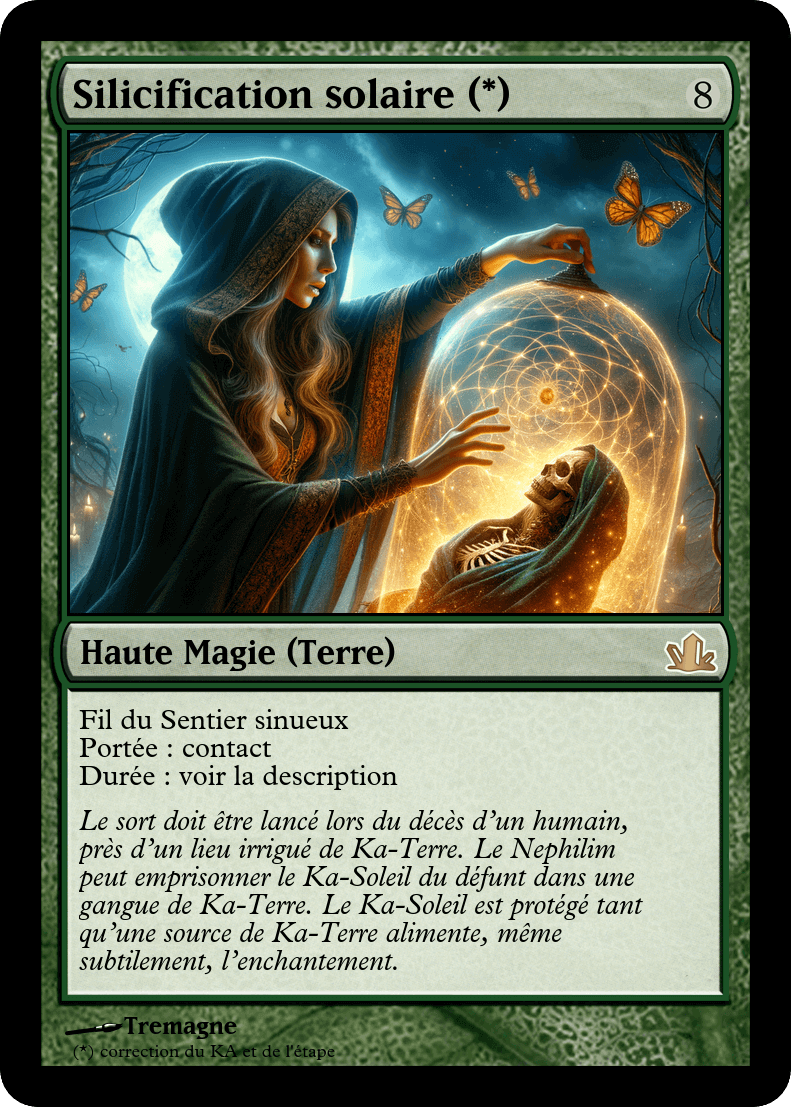 Silicification solaire (*) 8
Haute Magie (Terre)
Fil du Sentier sinueux
Portée : contact
Durée : voir la description
Le sort doit être lancé lors du décès d’un humain,
près d’un lieu irrigué de Ka-Terre. Le Nephilim
peut emprisonner le Ka-Soleil du défunt dans une
gangue de Ka-Terre. Le Ka-Soleil est protégé tant
qu’une source de Ka-Terre alimente, même
subtilement, l’enchantement.
Tremagne
(*) correction du KA et de l'étape